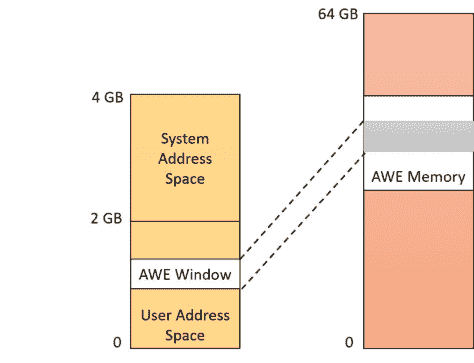 64 GB
4 GB
System
Address
Space
2 GB
AWE Memory
AWE Window
User Address
Space
0
0